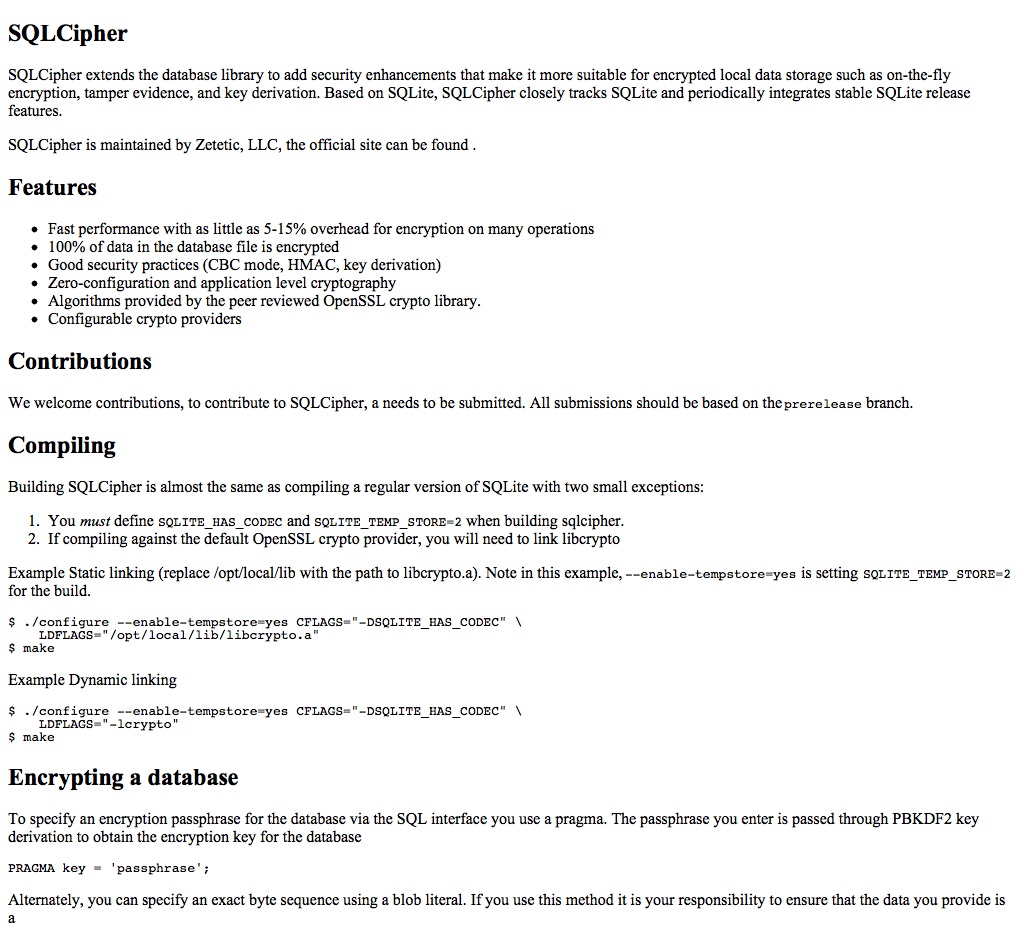 SQLCipher
SQLCipher extends the database library to add security enhancements that make it more suitable for encrypted local data storage such as on-the-fly
encryption, tamper evidence, and key derivation. Based on SQLite, SQLCipher closely tracks SQLite and periodically integrates stable SQLite release
features.
SQLCipher is maintained by Zetetic, LLC, the official site can be found .
Features
• Fast performance with as little as 5-15% overhead for encryption on many operations
• 100% of data in the database file is encrypted
• Good security practices (CBC mode, HMAC, key derivation)
• Zero-configuration and application level cryptography
• Algorithms provided by the peer reviewed OpenSSL crypto library.
• Configurable crypto providers
Contributions
We welcome contributions, to contribute to SQLCipher, a needs to be submitted. All submissions should be based on the prerelease branch.
Compiling
Building SQLCipher is almost the same as compiling a regular version of SQLite with two small exceptions:
1. You must define SQLITE_HAS_CODEC and SQLITE_TEMP_STORE=2 when building sqlcipher.
2. If compiling against the default OpenSSL crypto provider, you will need to link libcrypto
Example Static linking (replace /opt/local/lib with the path to libcrypto.a). Note in this example, --enable-tempstore=yes is setting SQLITE_TEMP_STORE=2
for the build.
$ ./configure --enable-tempstore=yes CFLAGS="-DSQLITE_HAS_CODEC" \
LDFLAGS="/opt/local/lib/libcrypto.a"
$ make
Example Dynamic linking
$ ./configure --enable-tempstore=yes CFLAGS="-DSQLITE_HAS_CODEC" \
LDFLAGS="-lcrypto"
$ make
Encrypting a database
To specify an encryption passphrase for the database via the SQL interface you use a pragma. The passphrase you enter is passed through PBKDF2 key
derivation to obtain the encryption key for the database
PRAGMA key = 'passphrase';
Alternately, you can specify an exact byte sequence using a blob literal. If you use this method it is your responsibility to ensure that the data you provide is
a